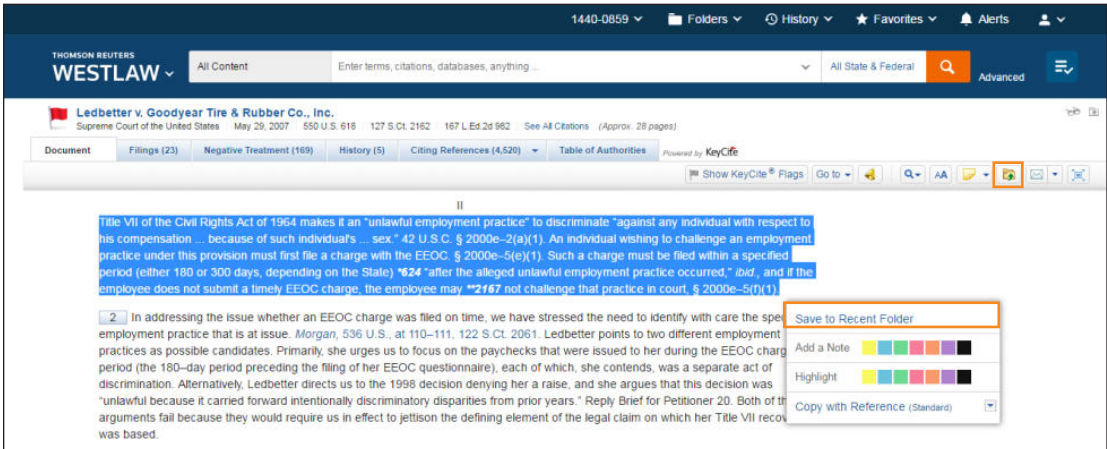 1440-0859 Folders History Favorites Alerts
THOMSON REUTERS
WESTLAW
All Content Enter terms, citations, databases, anything ... All State & Federal Advanced
Ledbetter v. Goodyear Tire & Rubber Co., Inc.
Supreme Court of the United States May 29, 2007 550 U.S. 618 127 S.Ct. 2162 167 L.Ed.2d 982 See All Citations (Approx. 28 pages)
Document Filings (23) Negative Treatment (169) History (5) Citing References (4,520) Table of Authorities Powered by KeyCite
Show KeyCite® Flags Go to AA
II
Title VII of the Civil Rights Act of 1964 makes it an "unlawful employment practice" to discriminate "against any individual with respect to
his compensation ... because of such individual's ... sex." 42 U.S.C. § 2000e–2(a)(1). An individual wishing to challenge an employment
practice under this provision must first file a charge with the EEOC. § 2000e–5(e)(1). Such a charge must be filed within a specified
period (either 180 or 300 days, depending on the State) *624 "after the alleged unlawful employment practice occurred," ibid., and if the
employee does not submit a timely EEOC charge, the employee may **2167 not challenge that practice in court, § 2000e–5(f)(1).
2 In addressing the issue whether an EEOC charge was filed on time, we have stressed the need to identify with care the spec
employment practice that is at issue. Morgan, 536 U.S., at 110–111, 122 S.Ct. 2061. Ledbetter points to two different employment
practices as possible candidates. Primarily, she urges us to focus on the paychecks that were issued to her during the EEOC charg
period (the 180–day period preceding the filing of her EEOC questionnaire), each of which, she contends, was a separate act of
discrimination. Alternatively, Ledbetter directs us to the 1998 decision denying her a raise, and she argues that this decision was
"unlawful because it carried forward intentionally discriminatory disparities from prior years." Reply Brief for Petitioner 20. Both of th
arguments fail because they would require us in effect to jettison the defining element of the legal claim on which her Title VII recov
was based.
Save to Recent Folder
Add a Note
Highlight
Copy with Reference (Standard)